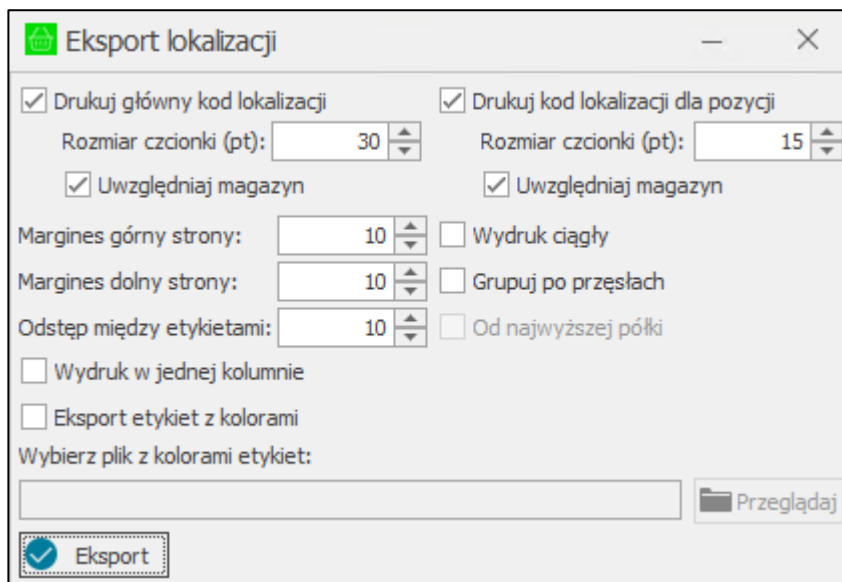 Eksport lokalizacji
Drukuj główny kod lokalizacji
Drukuj kod lokalizacji dla pozycji
Rozmiar czcionki (pt): 30
Rozmiar czcionki (pt): 15
Uwzględniaj magazyn
Uwzględniaj magazyn
Margines górny strony: 10
Wydruk ciągły
Margines dolny strony: 10
Grupuj po przęsłach
Odstęp między etykietami: 10
Od najwyższej półki
Wydruk w jednej kolumnie
Eksport etykiet z kolorami
Wybierz plik z kolorami etykiet:
Przeglądaj
Eksport